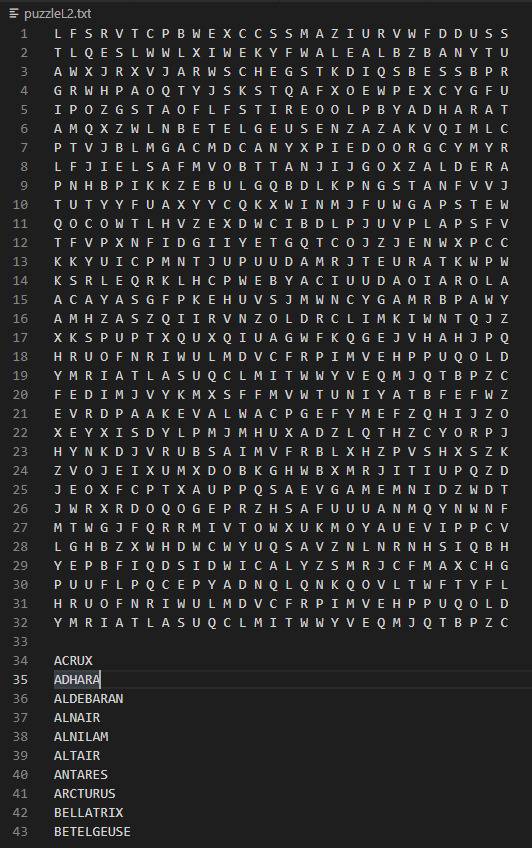 puzzleL2.txt
1 L F S R V T C P B W E X C C S S M A Z I U R V W F D D U S S
2 T L Q E S L W W L X I W E K Y F W A L E A L B Z B A N Y T U
3 A W X J R X V J A R W S C H E G S T K D I Q S B E S S B P R
4 G R W H P A O Q T Y J S K S T Q A F X O E W P E X C Y G F U
5 I P O Z G S T A O F L F S T I R E O O L P B Y A D H A R A T
6 A M Q X Z W L N B E T E L G E U S E N Z A Z A K V Q I M L C
7 P T V J B L M G A C M D C A N Y X P I E D O O R G C Y M Y R
8 L F J I E L S A F M V O B T T A N J I J G O X Z A L D E R A
9 P N H B P I K K Z E B U L G Q B D L K P N G S T A N F V V J
10 T U T Y Y F U A X Y Y C Q K X W I N M J F U W G A P S T E W
11 Q O C O W T L H V Z E X D W C I B D L P J U V P L A P S F V
12 T F V P X N F I D G I I Y E T G Q T C O J Z J E N W X P C C
13 K K Y U I C P M N T J U P U U D A M R J T E U R A T K W P W
14 K S R L E Q R K L H C P W E B Y A C I U U D A O I A R O L A
15 A C A Y A S G F P K E H U V S J M W N C Y G A M R B P A W Y
16 A M H Z A S Z Q I I R V N Z O L D R C L I M K I W N T Q J Z
17 X K S P U P T X Q U X Q I U A G W F K Q G E J V H A H J P Q
18 H R U O F N R I W U L M D V C F R P I M V E H P P U Q O L D
19 Y M R I A T L A S U Q C L M I T W W Y V E Q M J Q T B P Z C
20 F E D I M J V Y K M X S F F M V W T U N I Y A T B F E F W Z
21 E V R D P A A K E V A L W A C P G E F Y M E F Z Q H I J Z O
22 X E Y X I S D Y L P M J M H U X A D Z L Q T H Z C Y O R P J
23 H Y N K D J V R U B S A I M V F R B L X H Z P V S H X S Z K
24 Z V O J E I X U M X D O B K G H W B X M R J I T I U P Q Z D
25 J E O X F C P T X A U P P Q S A E V G A M E M N I D Z W D T
26 J W R X R D O Q O G E P R Z H S A F U U U A N M Q Y N W N F
27 M T W G J F Q R R M I V T O W X U K M O Y A U E V I P P C V
28 L G H B Z X W H D W C W Y U Q S A V Z N L N R N H S I Q B H
29 Y E P B F I Q D S I D W I C A L Y Z S M R J C F M A X C H G
30 P U U F L P Q C E P Y A D N Q L Q N K Q O V L T W F T Y F L
31 H R U O F N R I W U L M D V C F R P I M V E H P P U Q O L D
32 Y M R I A T L A S U Q C L M I T W W Y V E Q M J Q T B P Z C
33
34 ACRUX
35 ADHARA
36 ALDEBARAN
37 ALNAIR
38 ALNILAM
39 ALTAIR
40 ANTARES
41 ARCTURUS
42 BELLATRIX
43 BETELGEUSE